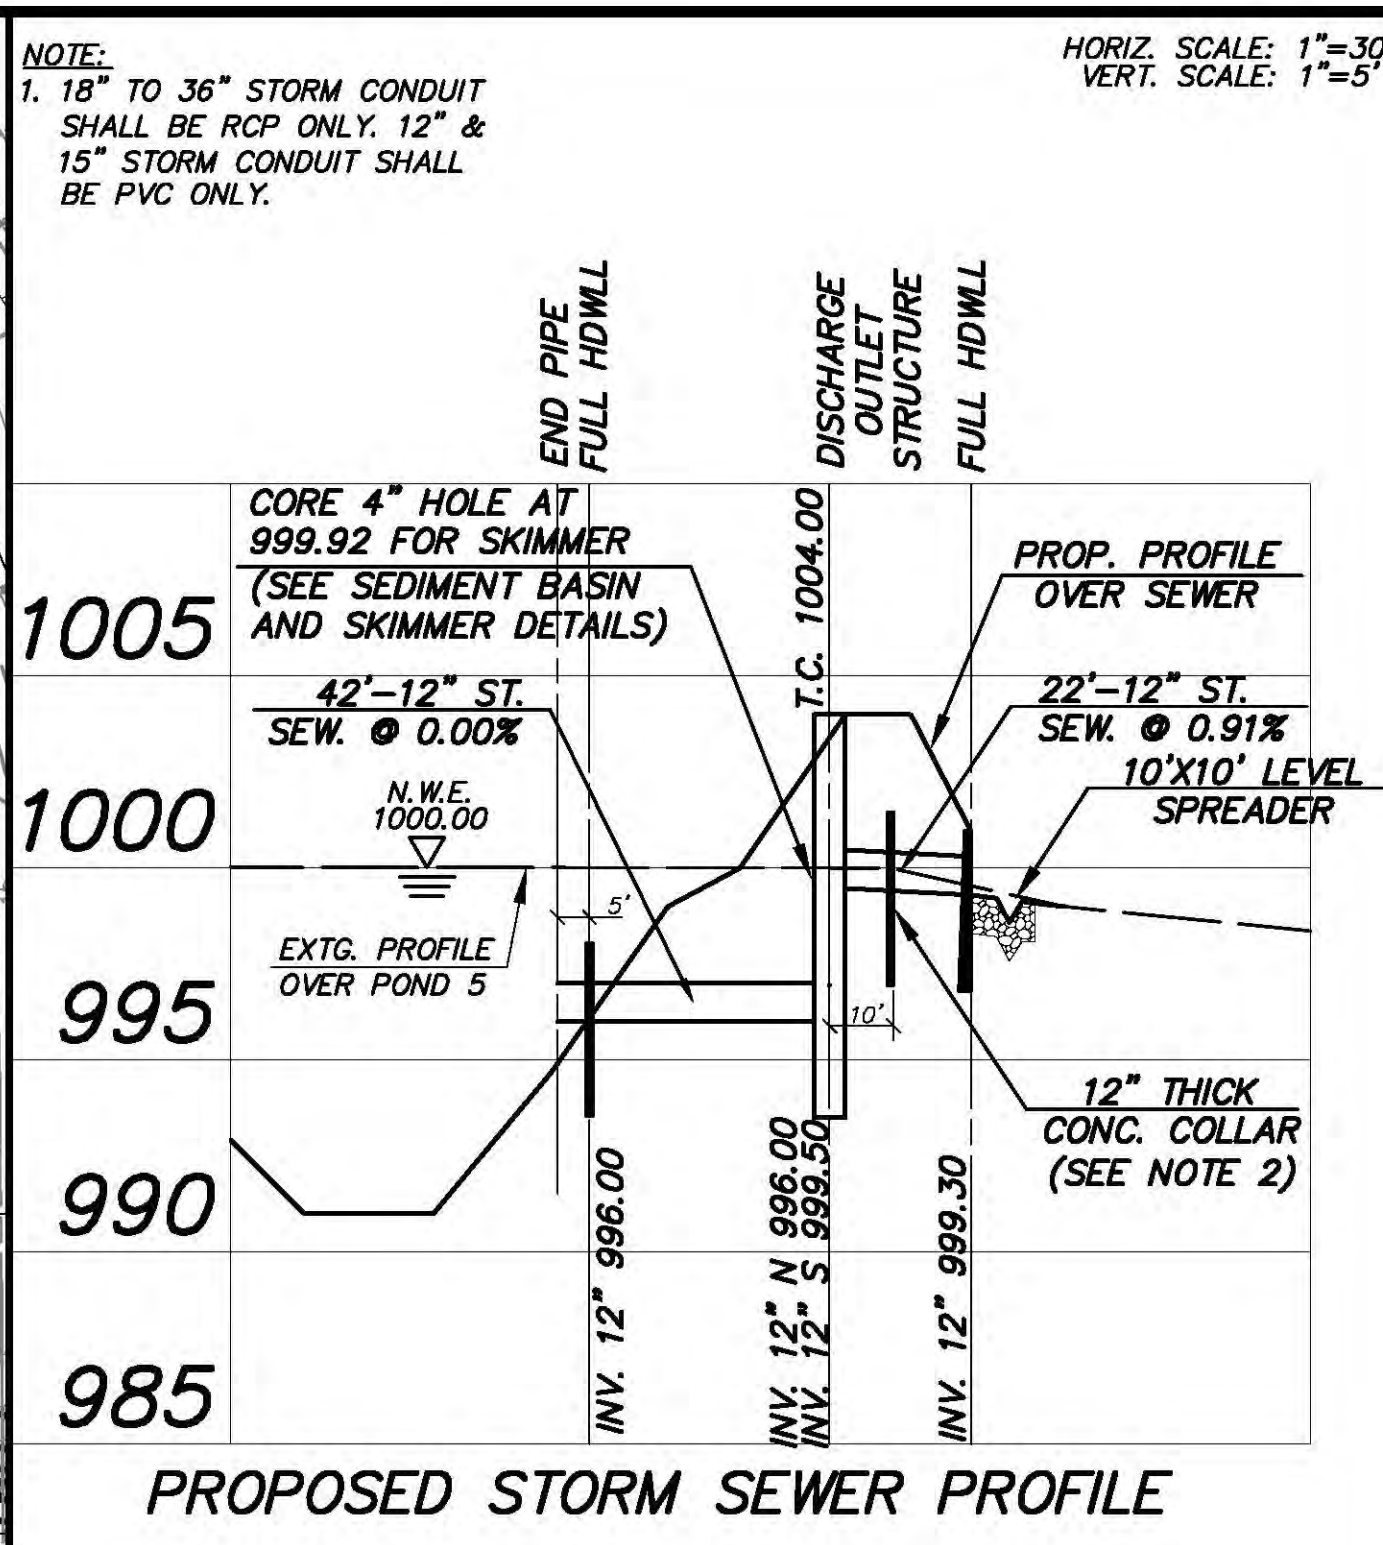 NOTE:
1. 18" TO 36" STORM CONDUIT
SHALL BE RCP ONLY. 12" &
15" STORM CONDUIT SHALL
BE PVC ONLY.
HORIZ. SCALE: 1"=30
VERT. SCALE: 1"=5'
END PIPE
FULL HDWLL
DISCHARGE
OUTLET
STRUCTURE
FULL HDWLL
CORE 4" HOLE AT
999.92 FOR SKIMMER
(SEE SEDIMENT BASIN
AND SKIMMER DETAILS)
T.C. 1004.00
PROP. PROFILE
OVER SEWER
1005
42'-12" ST.
SEW. @ 0.00%
22'-12" ST.
SEW. @ 0.91%
10'X10' LEVEL
SPREADER
1000
N.W.E.
1000.00
5'
EXTG. PROFILE
OVER POND 5
995
10'
12" THICK
CONC. COLLAR
(SEE NOTE 2)
990
INV. 12" 996.00
INV. 12" N 996.00
INV. 12" S 999.50
INV. 12" 999.30
985
PROPOSED STORM SEWER PROFILE